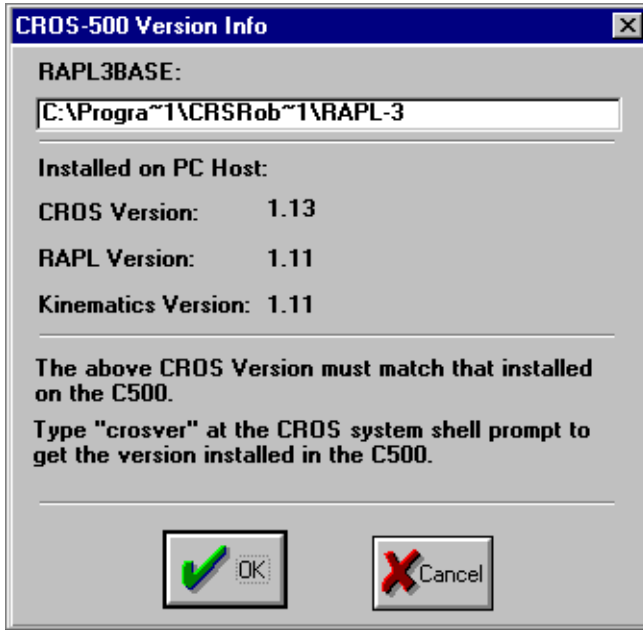 CROS-500 Version Info
RAPL3BASE:
C:\Progra~1\CRSRob~1\RAPL-3
Installed on PC Host:
CROS Version: 1.13
RAPL Version: 1.11
Kinematics Version: 1.11
The above CROS Version must match that installed
on the C500.
Type "crosver" at the CROS system shell prompt to
get the version installed in the C500.
OK Cancel